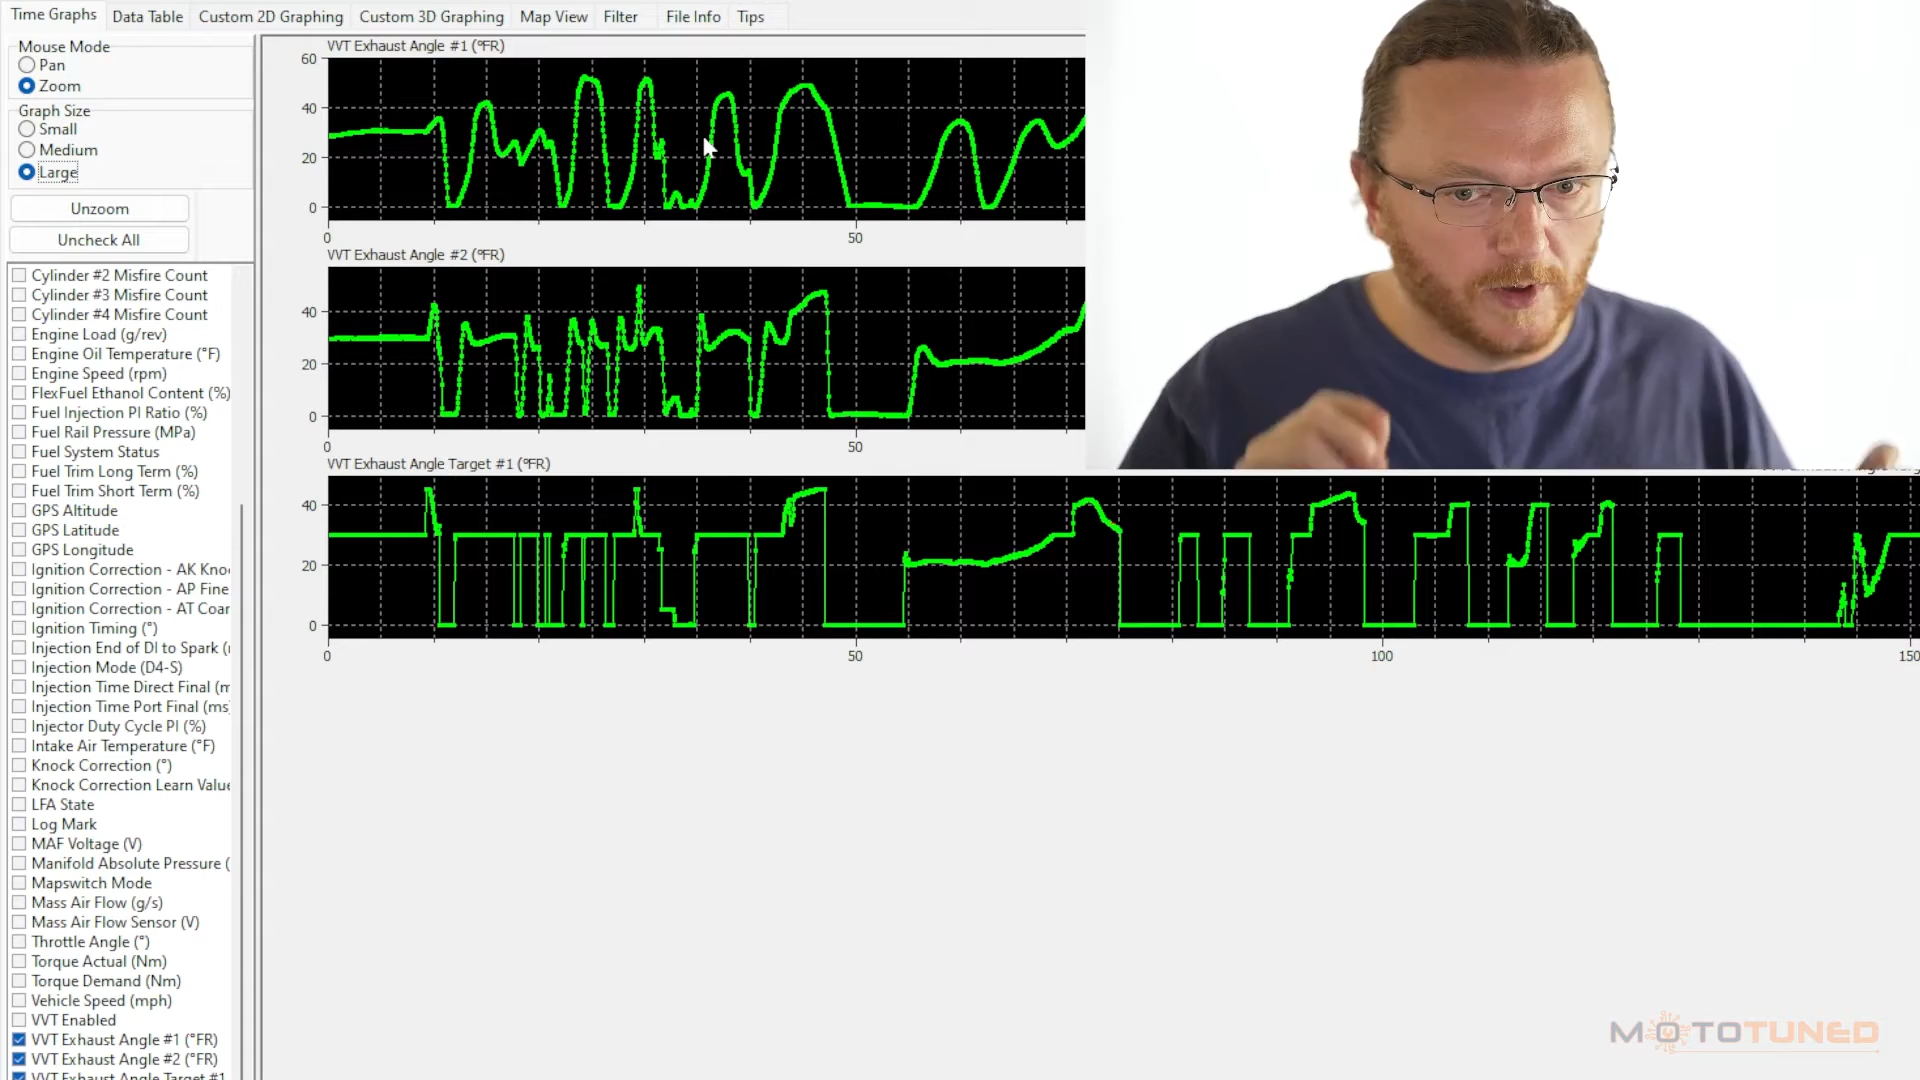 Time Graphs
Data Table
Custom 2D Graphing
Custom 3D Graphing
Map View
Filter
File Info
Tips
Mouse Mode
Pan
Zoom
Graph Size
Small
Medium
Large
Unzoom
Uncheck All
Cylinder #2 Misfire Count
Cylinder #3 Misfire Count
Cylinder #4 Misfire Count
Engine Load (g/rev)
Engine Oil Temperature (°F)
Engine Speed (rpm)
FlexFuel Ethanol Content (%)
Fuel Injection PI Ratio (%)
Fuel Rail Pressure (MPa)
Fuel System Status
Fuel Trim Long Term (%)
Fuel Trim Short Term (%)
GPS Altitude
GPS Latitude
GPS Longitude
Ignition Correction - AK Kno
Ignition Correction - AP Fine
Ignition Correction - AT Coar
Ignition Timing (°)
Injection End of DI to Spark (
Injection Mode (D4-S)
Injection Time Direct Final (m
Injection Time Port Final (ms
Injector Duty Cycle PI (%)
Intake Air Temperature (°F)
Knock Correction (°)
Knock Correction Learn Value
LFA State
Log Mark
MAF Voltage (V)
Manifold Absolute Pressure (
Mapswitch Mode
Mass Air Flow (g/s)
Mass Air Flow Sensor (V)
Throttle Angle (°)
Torque Actual (Nm)
Torque Demand (Nm)
Vehicle Speed (mph)
VVT Enabled
VVT Exhaust Angle #1 (°FR)
VVT Exhaust Angle #2 (°FR)
VVT Exhaust Angle Target #1
VVT Exhaust Angle #1 (°FR)
60
40
20
0
0
50
VVT Exhaust Angle #2 (°FR)
40
20
0
0
50
VVT Exhaust Angle Target #1 (°FR)
40
20
0
0
50
100
150
MOTOTUNED